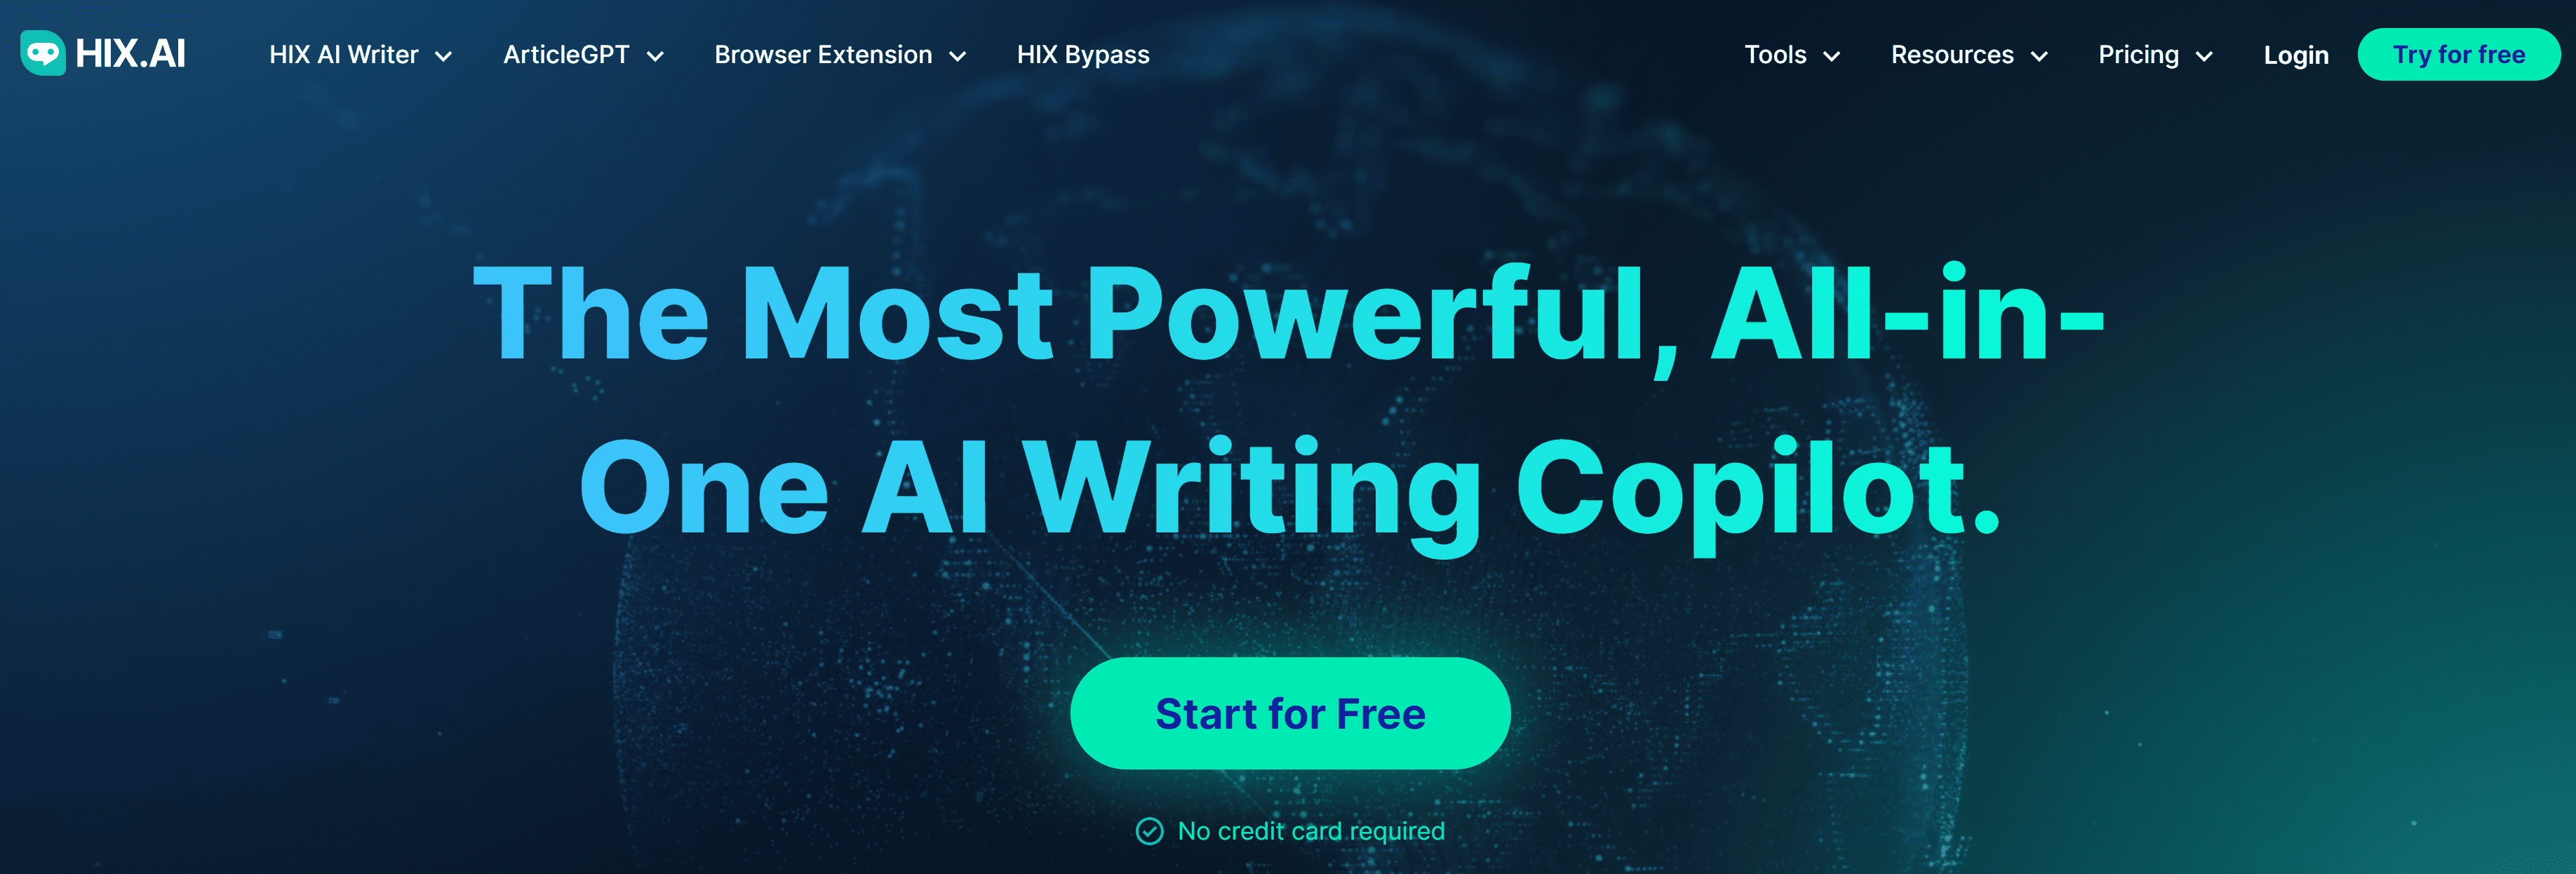 HIX.AI
HIX AI Writer
ArticleGPT
Browser Extension
HIX Bypass
Tools
Resources
Pricing
Login
Try for free
The Most Powerful, All-in-
One AI Writing Copilot.
Start for Free
No credit card required